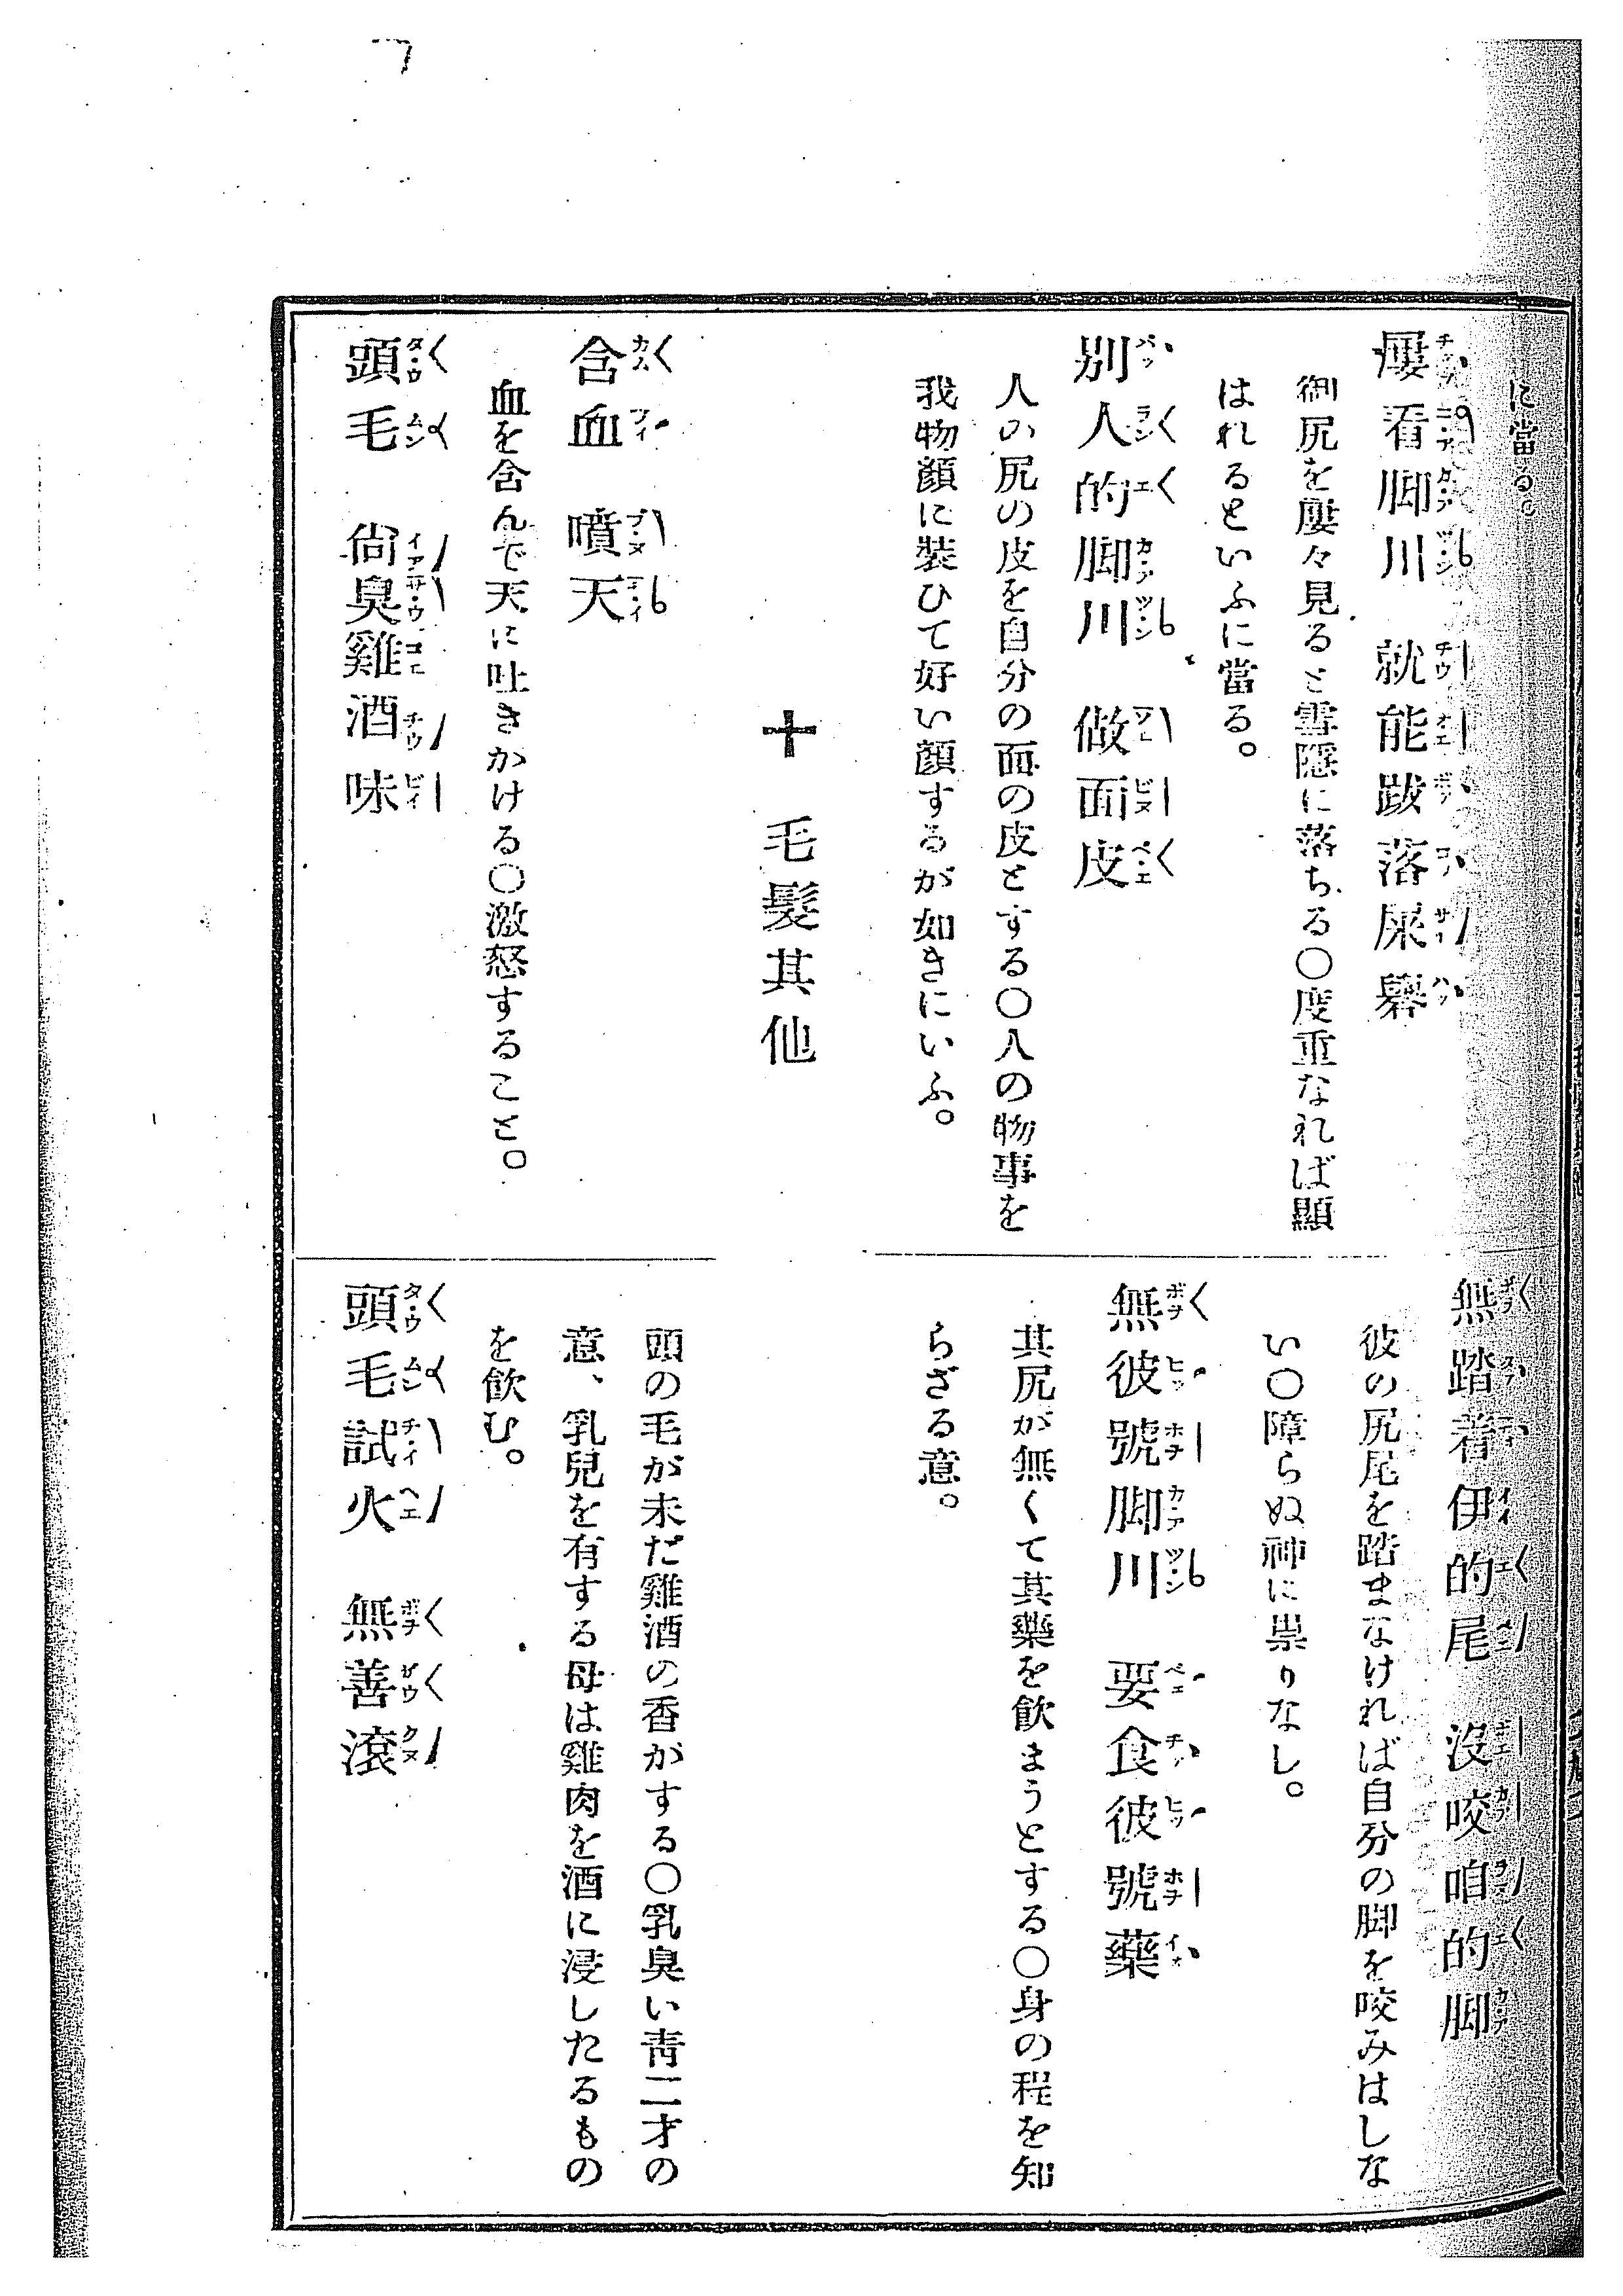 に當る。
屢看脚川　就能跋落屎礐
御尻を屢々見ると雪隱に落ちる〇度重なれば顯
はれるといふに當る。
別人的脚川　做面皮
人の尻の皮を自分の面の皮とする〇人の物事を
我物顏に裝ひて好い顏するが如きにいふ。
十　毛髮其他
含血　噴天
血を含んで天に吐きかける〇激怒すること。
頭毛　尙臭雞酒味
無踏着伊的尾　沒咬咱的脚
彼の尻尾を踏まなければ自分の脚を咬みはしな
い〇障らぬ神に祟りなし。
無彼號脚川　要食彼號藥
其尻が無くて其藥を飮まうとする〇身の程を知
らざる意。
頭の毛が未だ雞酒の香がする〇乳臭い靑二才の
意、乳兒を有する母は雞肉を酒に浸したるもの
を飮む。
頭毛試火　無善滾